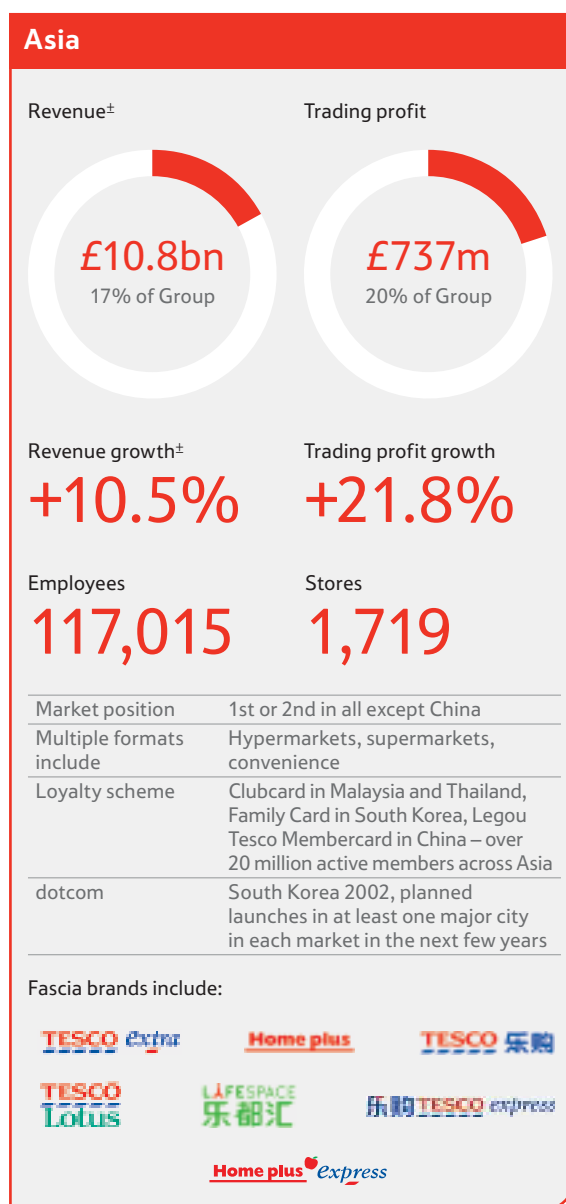 Asia
Revenue±
Trading profit
£10.8bn
17% of Group
£737m
20% of Group
Revenue growth±
Trading profit growth
+10.5%
+21.8%
Employees
Stores
117,015
1,719
Market position
1st or 2nd in all except China
Multiple formats
include
Hypermarkets, supermarkets,
convenience
Loyalty scheme
Clubcard in Malaysia and Thailand,
Family Card in South Korea, Legou
Tesco Membercard in China – over
20 million active members across Asia
dotcom
South Korea 2002, planned
launches in at least one major city
in each market in the next few years
Fascia brands include:
TESCO extra
Home plus
TESCO 乐购
TESCO
Lotus
LIFESPACE
乐都汇
乐购 TESCO express
Home plus express